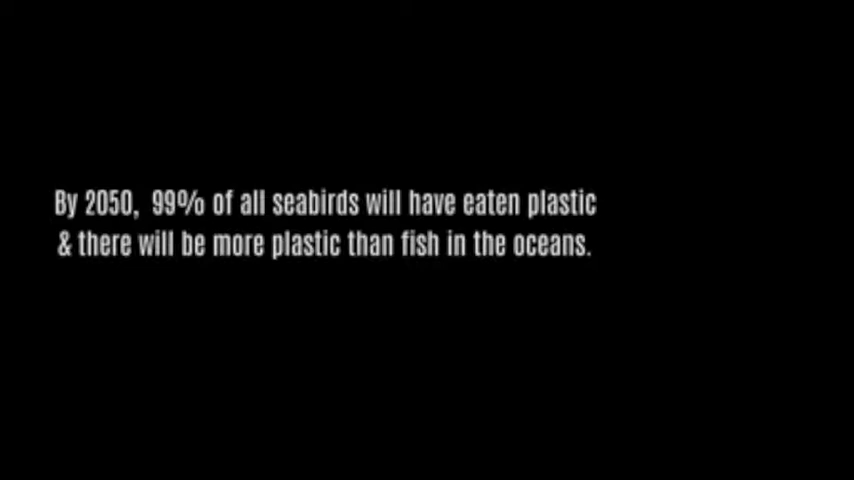 By 2050, 99% of all seabirds will have eaten plastic
& there will be more plastic than fish in the oceans.